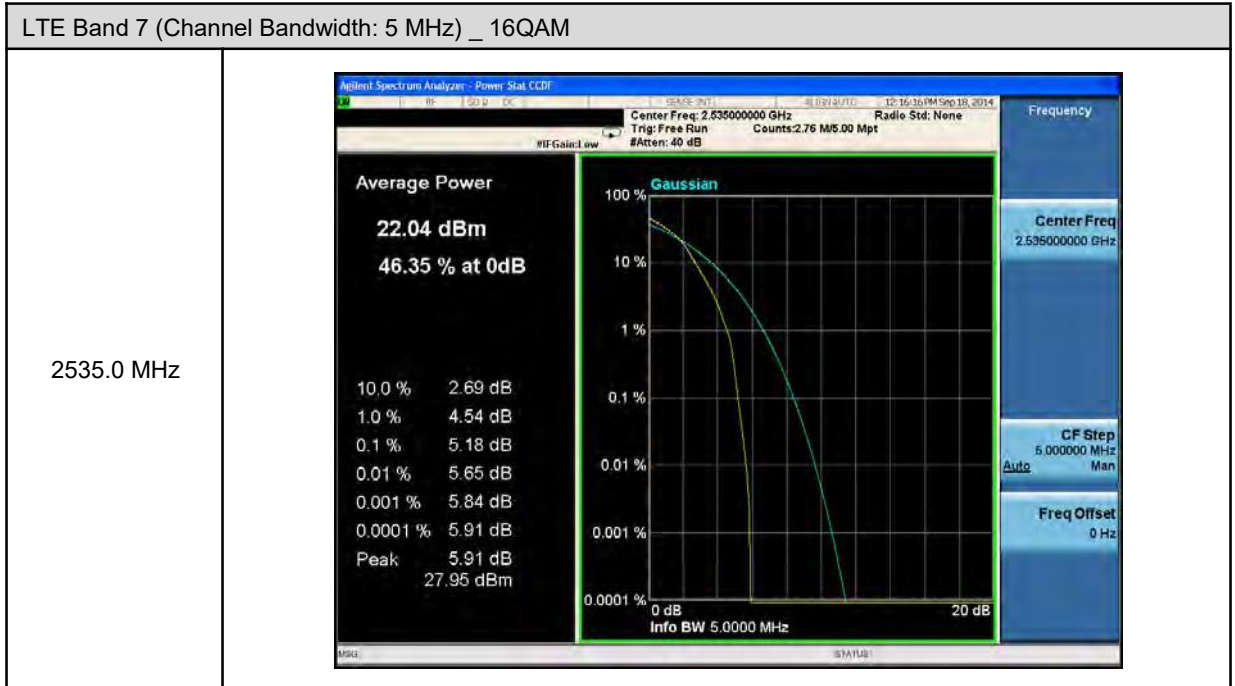 LTE Band 7 (Channel Bandwidth: 5 MHz) _ 16QAM
2535.0 MHz
Agilent Spectrum Analyzer - Power Stat CCDF
RF
DC
SENSE:INT
12:16:16 PM Sep 18, 2014
Center Freq: 2.535000000 GHz
Radio Std: None
Trig: Free Run
Counts:2.76 M/5.00 Mpt
#IFGain:Low
#Atten: 40 dB
Frequency
Average Power
22.04 dBm
46.35 % at 0dB
10.0 % 2.69 dB
1.0 % 4.54 dB
0.1 % 5.18 dB
0.01 % 5.65 dB
0.001 % 5.84 dB
0.0001 % 5.91 dB
Peak 5.91 dB
27.95 dBm
Gaussian
100 %
10 %
1 %
0.1 %
0.01 %
0.001 %
0.0001 %
0 dB
20 dB
Info BW 5.0000 MHz
Center Freq
2.535000000 GHz
CF Step
5.000000 MHz
Auto Man
Freq Offset
0 Hz
MSG
STATUS